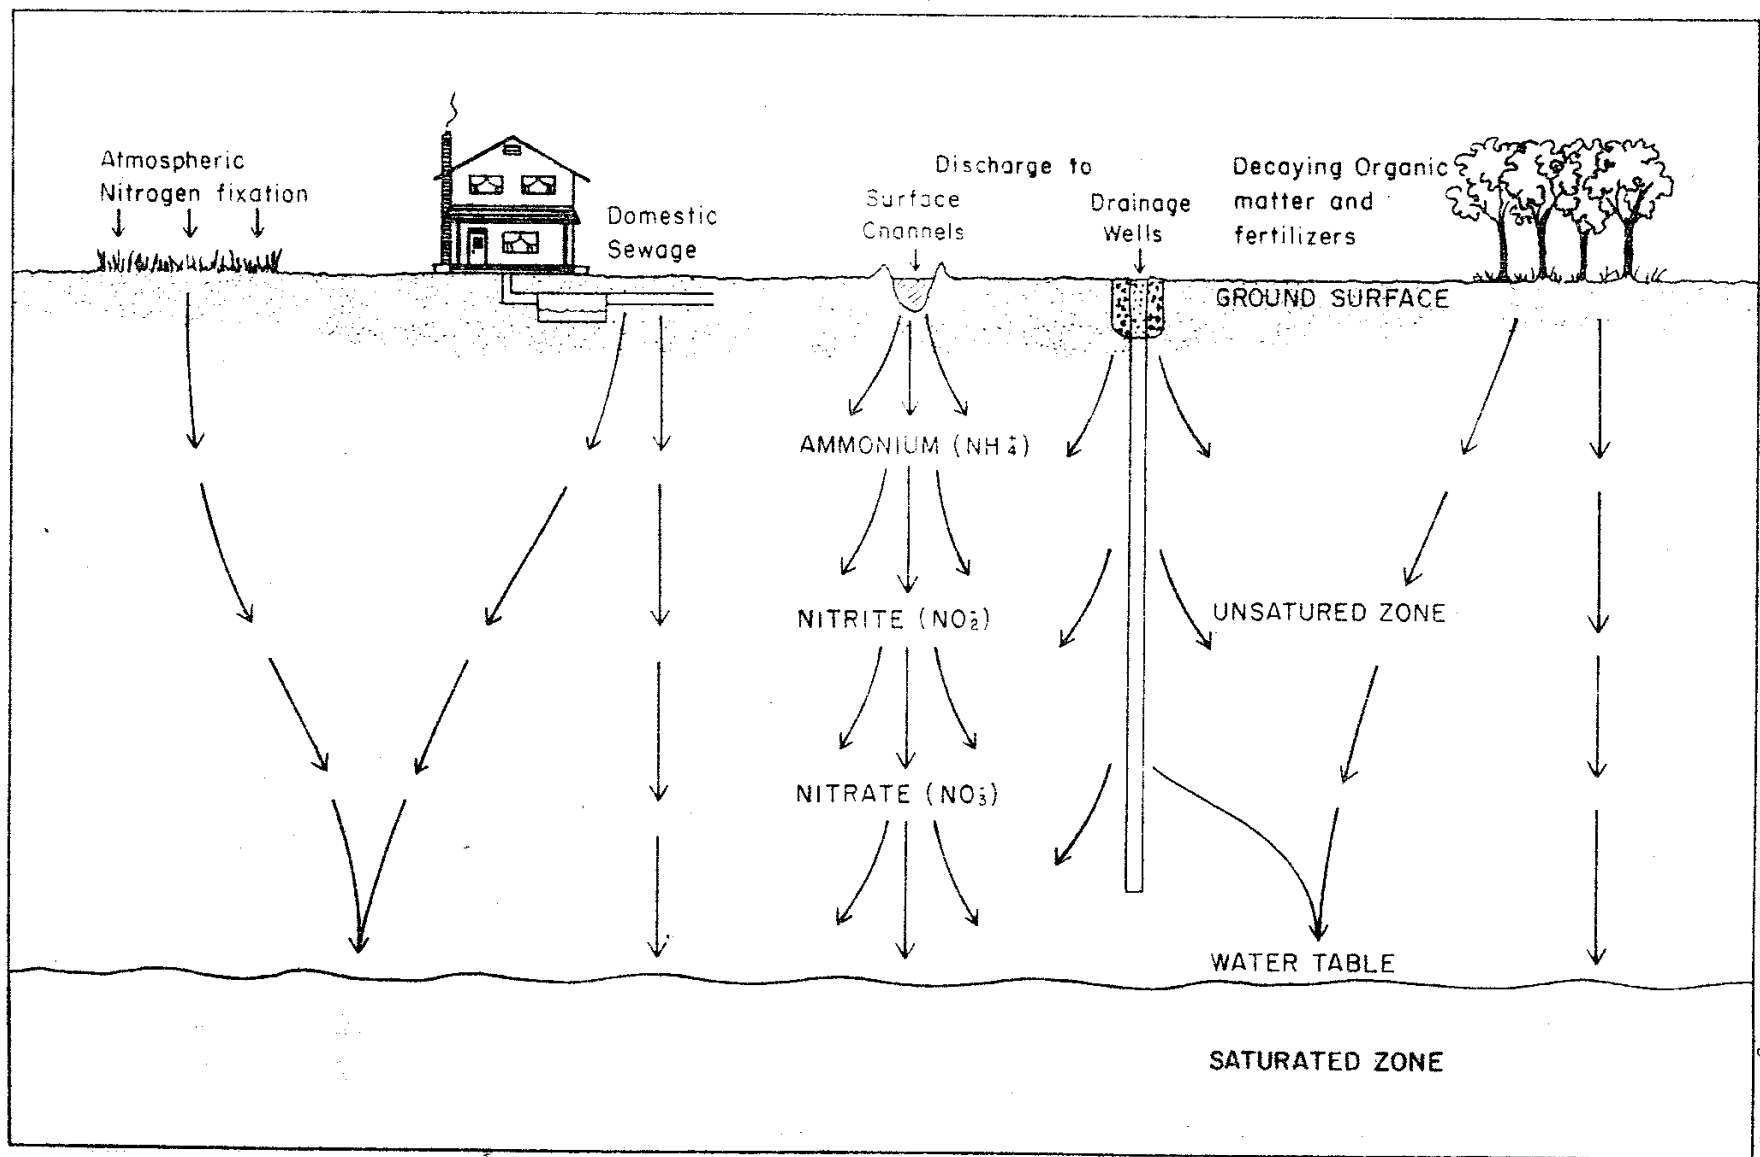 Atmospheric
Nitrogen fixation
Domestic
Sewage
Discharge to
Surface
Channels
Drainage
Wells
Decaying Organic
matter and
fertilizers
GROUND SURFACE
AMMONIUM (NH₄⁺)
NITRITE (NO₂⁻)
UNSATURED ZONE
NITRATE (NO₃⁻)
WATER TABLE
SATURATED ZONE